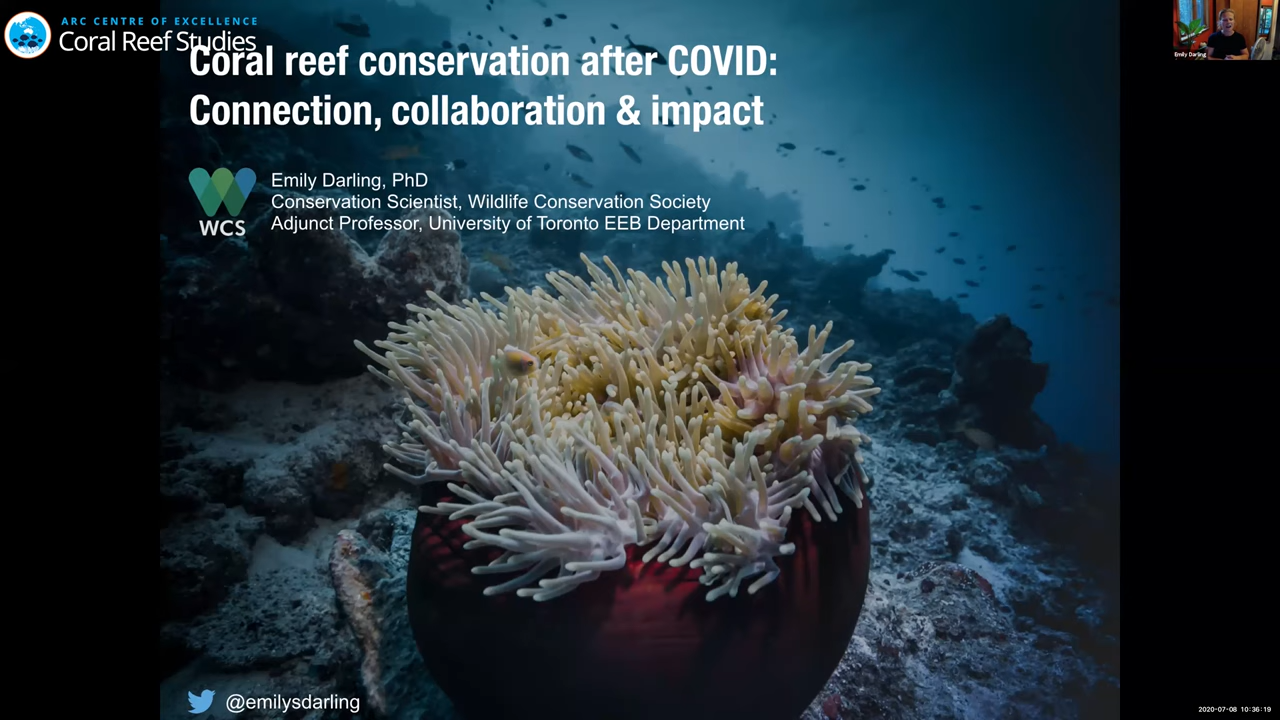 ARC CENTRE OF EXCELLENCE
Coral Reef Studies
Coral reef conservation after COVID:
Connection, collaboration & impact
WCS
Emily Darling, PhD
Conservation Scientist, Wildlife Conservation Society
Adjunct Professor, University of Toronto EEB Department
Emily Darling
@emilysdarling
2020-07-08 10:36:19